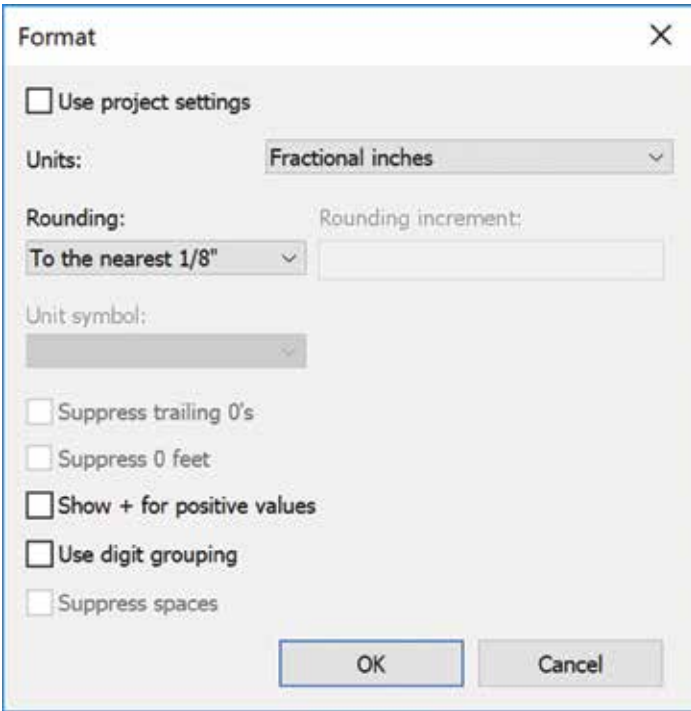 Format
Use project settings
Units: Fractional inches
Rounding: Rounding increment:
To the nearest 1/8"
Unit symbol:
Suppress trailing 0's
Suppress 0 feet
Show + for positive values
Use digit grouping
Suppress spaces
OK Cancel